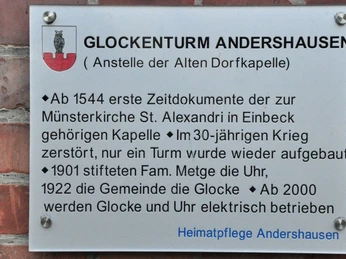 GLOCKENTURM ANDERSHAUSEN
( Anstelle der Alten Dorfkapelle)
◆Ab 1544 erste Zeitdokumente der zur
Münsterkirche St. Alexandri in Einbeck
gehörigen Kapelle ◆Im 30-jährigen Krieg
zerstört, nur ein Turm wurde wieder aufgebaut
◆1901 stifteten Fam. Metge die Uhr,
1922 die Gemeinde die Glocke ◆ Ab 2000
werden Glocke und Uhr elektrisch betrieben
Heimatpflege Andershausen